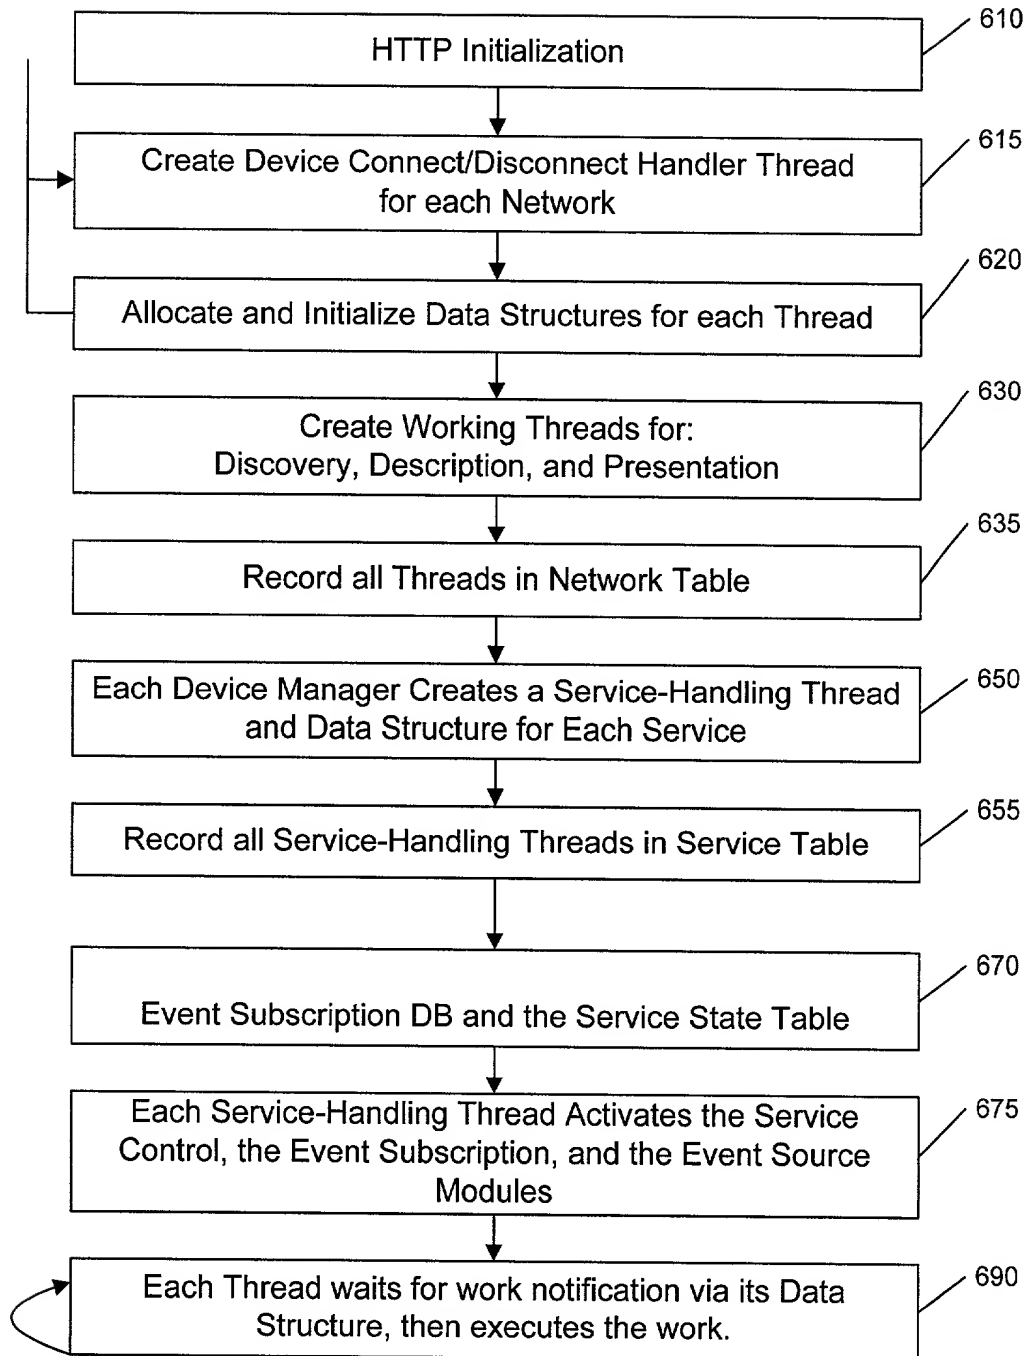 610
HTTP Initialization
615
Create Device Connect/Disconnect Handler Thread
for each Network
620
Allocate and Initialize Data Structures for each Thread
630
Create Working Threads for:
Discovery, Description, and Presentation
635
Record all Threads in Network Table
650
Each Device Manager Creates a Service-Handling Thread
and Data Structure for Each Service
655
Record all Service-Handling Threads in Service Table
670
Event Subscription DB and the Service State Table
675
Each Service-Handling Thread Activates the Service
Control, the Event Subscription, and the Event Source
Modules
690
Each Thread waits for work notification via its Data
Structure, then executes the work.